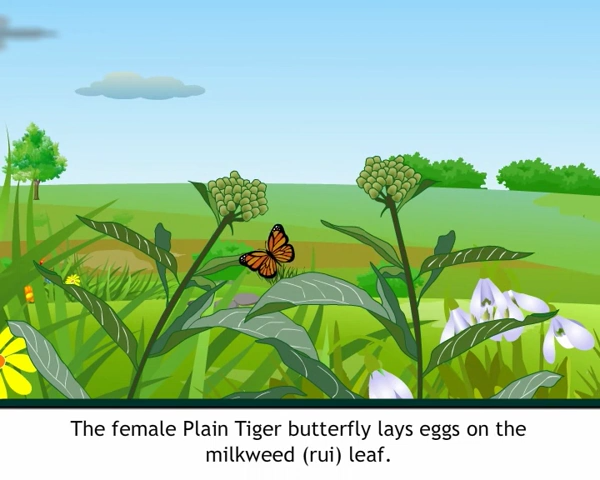 The female Plain Tiger butterfly lays eggs on the
milkweed (rui) leaf.